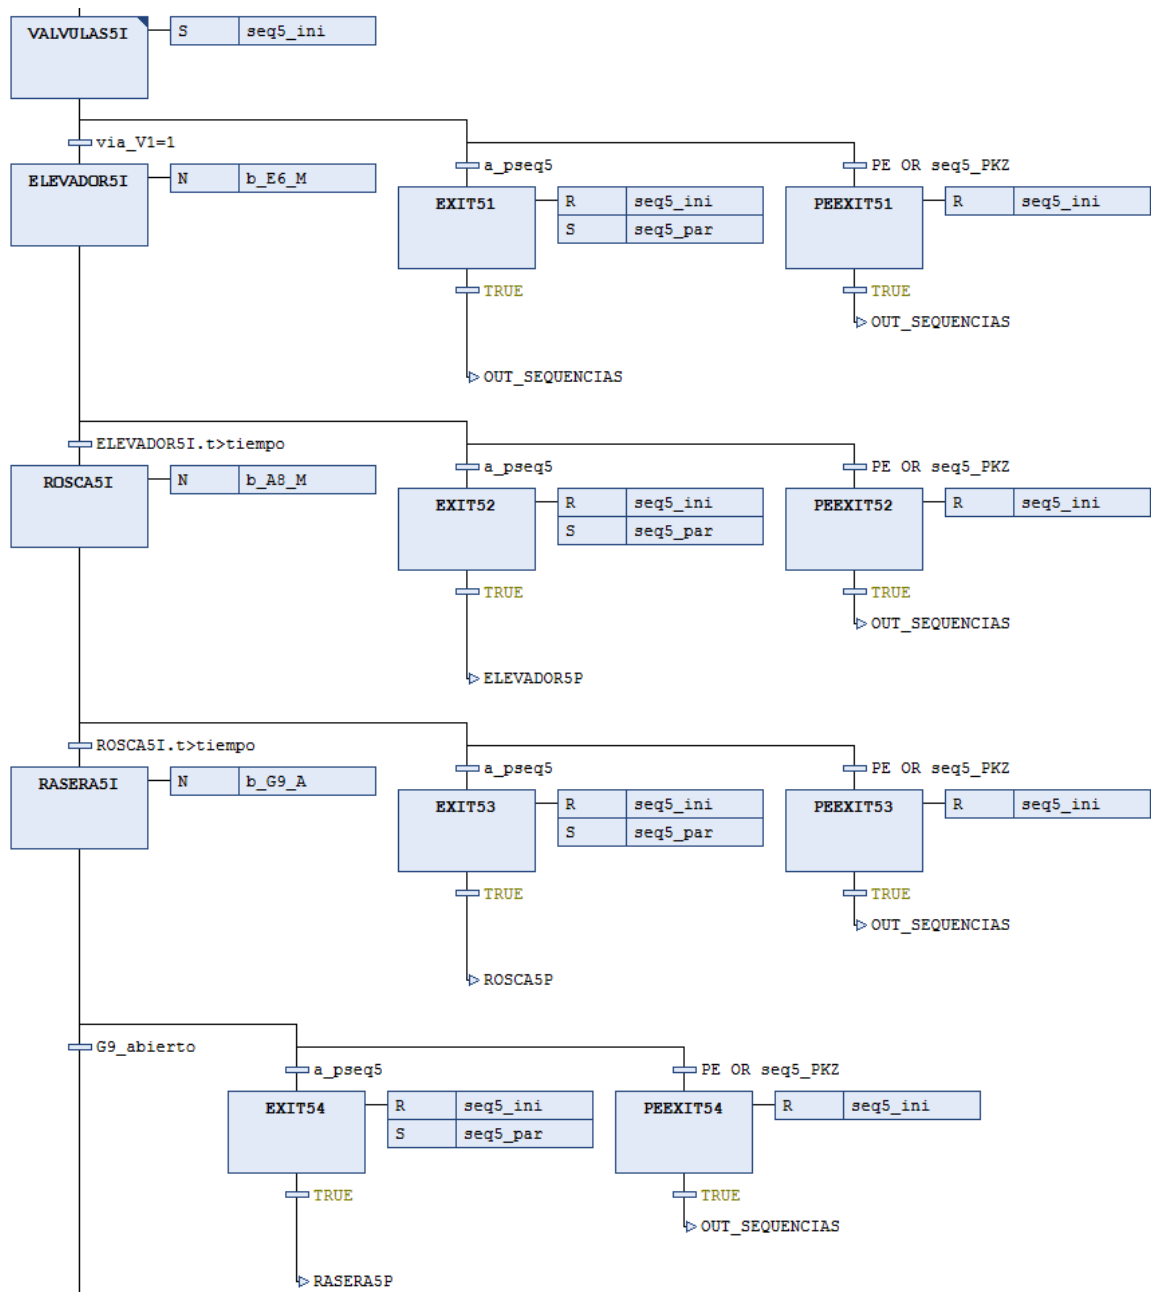 VALVULAS5I S seq5_ini
via_V1=1 a_pseq5 PE OR seq5_PKZ
ELEVADOR5I N b_E6_M EXIT51 R seq5_ini PEEXIT51 R seq5_ini
S seq5_par
TRUE TRUE
OUT_SEQUENCIAS
OUT_SEQUENCIAS
ELEVADOR5I.t>tiempo a_pseq5 PE OR seq5_PKZ
ROSCA5I N b_A8_M EXIT52 R seq5_ini PEEXIT52 R seq5_ini
S seq5_par
TRUE TRUE
OUT_SEQUENCIAS
ELEVADOR5P
ROSCA5I.t>tiempo a_pseq5 PE OR seq5_PKZ
RASERA5I N b_G9_A EXIT53 R seq5_ini PEEXIT53 R seq5_ini
S seq5_par
TRUE TRUE
OUT_SEQUENCIAS
ROSCA5P
G9_abierto a_pseq5 PE OR seq5_PKZ
EXIT54 R seq5_ini PEEXIT54 R seq5_ini
S seq5_par
TRUE TRUE
OUT_SEQUENCIAS
RASERA5P